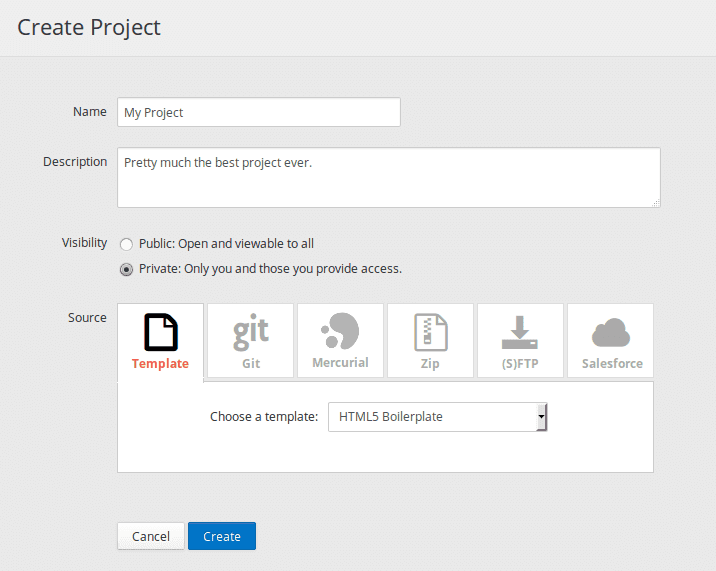 Create Project
Name My Project
Description Pretty much the best project ever.
Visibility Public: Open and viewable to all
Private: Only you and those you provide access.
Source
git
Template Git Mercurial Zip (S)FTP Salesforce
Choose a template: HTML5 Boilerplate
Cancel Create